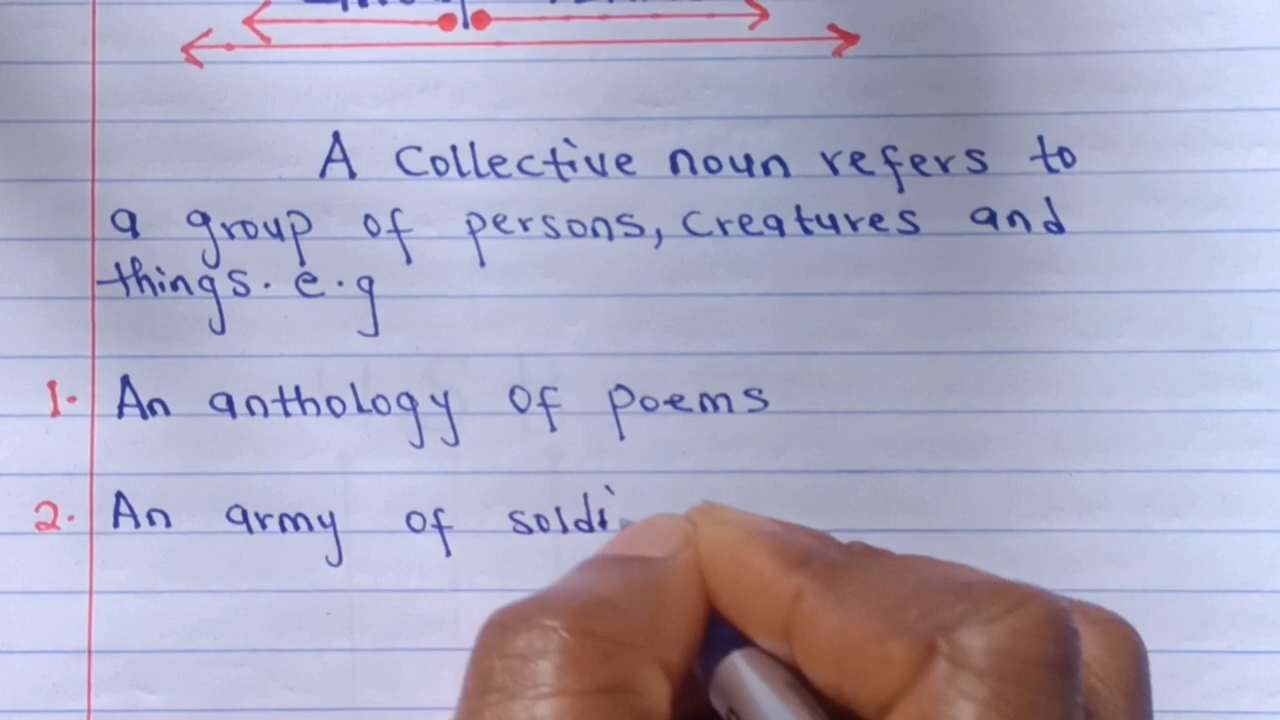 A Collective noun refers to
a group of persons, creatures and
things. e.g
1. An anthology of poems
2. An army of soldi